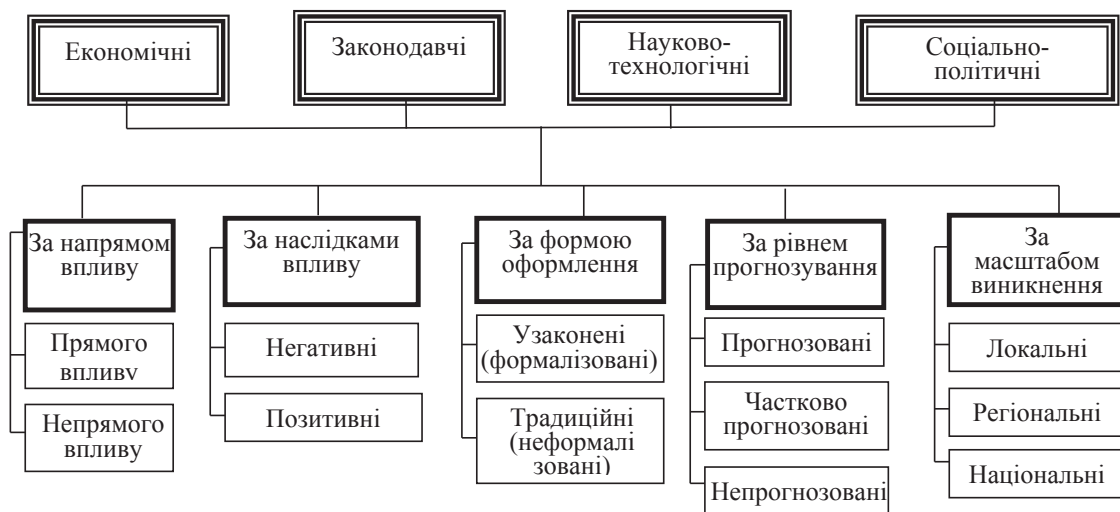 Економічні
Законодавчі
Науково-
технологічні
Соціально-
політичні
За напрямом
впливу
Прямого
впливу
Непрямого
впливу
За наслідками
впливу
Негативні
Позитивні
За формою
оформлення
Узаконені
(формалізовані)
Традиційні
(неформалі
зовані)
За рівнем
прогнозування
Прогнозовані
Частково
прогнозовані
Непрогнозовані
За
масштабом
виникнення
Локальні
Регіональні
Національні